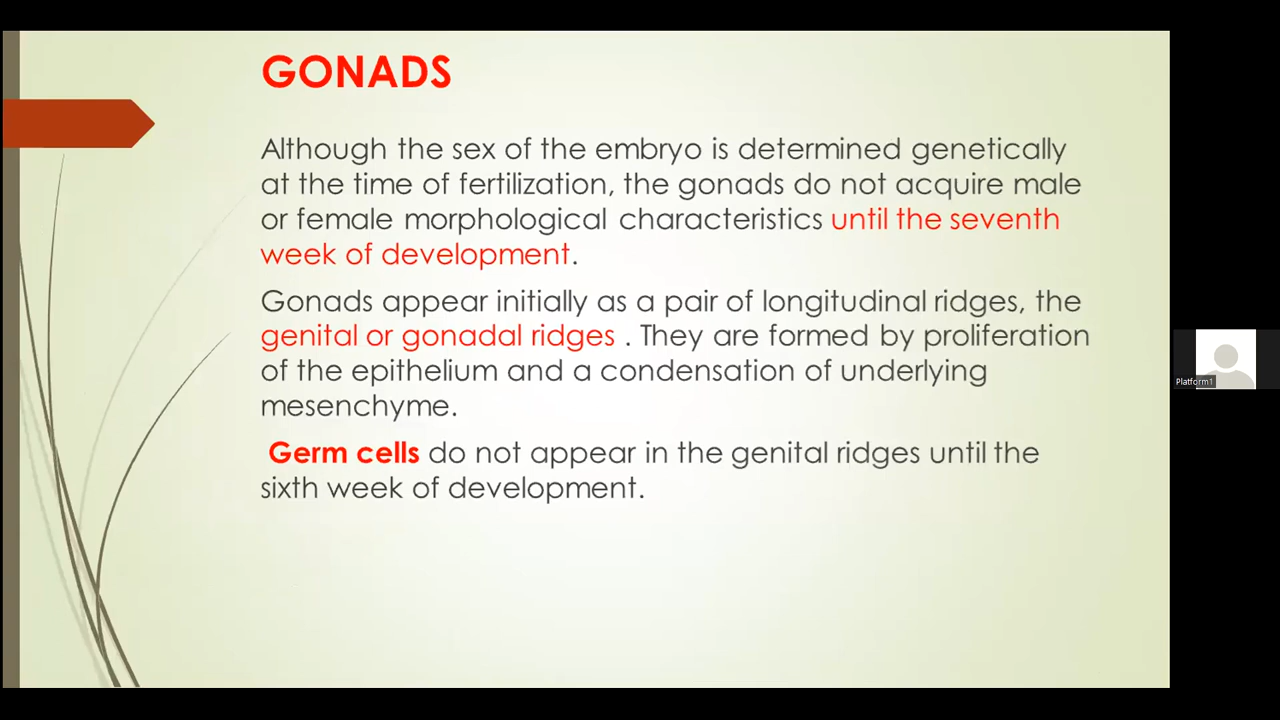 GONADS
Although the sex of the embryo is determined genetically
at the time of fertilization, the gonads do not acquire male
or female morphological characteristics until the seventh
week of development.
Gonads appear initially as a pair of longitudinal ridges, the
genital or gonadal ridges . They are formed by proliferation
of the epithelium and a condensation of underlying
mesenchyme.
Germ cells do not appear in the genital ridges until the
sixth week of development.
Platform1